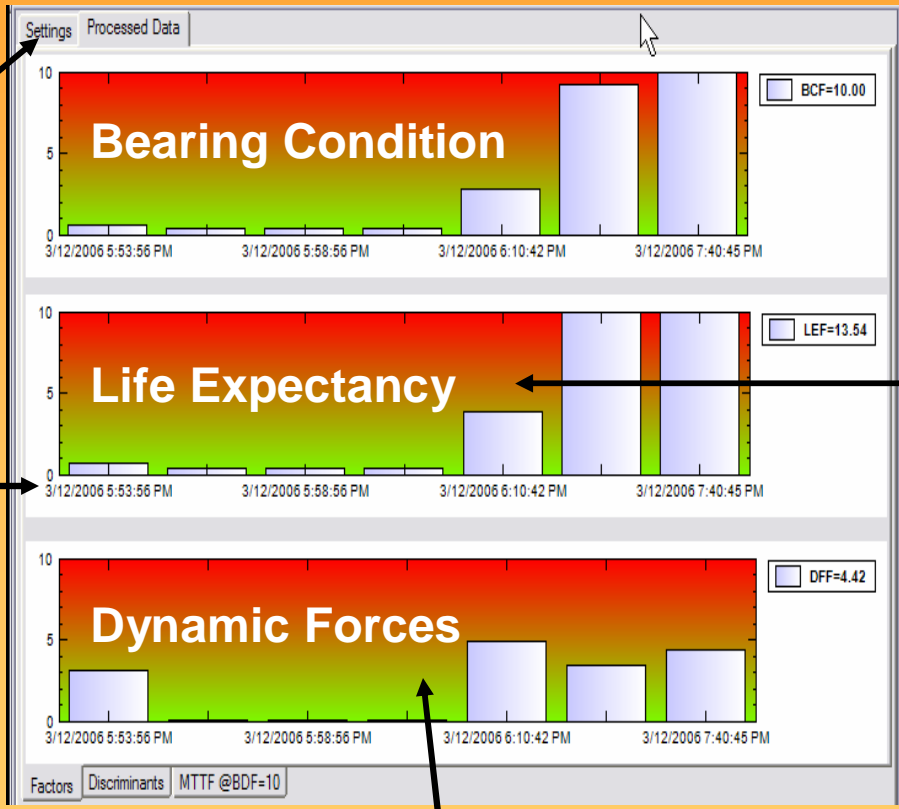 Settings Processed Data
10
5
0
Bearing Condition
BCF=10.00
3/12/2006 5:53:56 PM 3/12/2006 5:58:56 PM 3/12/2006 6:10:42 PM 3/12/2006 7:40:45 PM
10
5
0
Life Expectancy
LEF=13.54
3/12/2006 5:53:56 PM 3/12/2006 5:58:56 PM 3/12/2006 6:10:42 PM 3/12/2006 7:40:45 PM
10
5
0
Dynamic Forces
DFF=4.42
3/12/2006 5:53:56 PM 3/12/2006 5:58:56 PM 3/12/2006 6:10:42 PM 3/12/2006 7:40:45 PM
Factors Discriminants MTTF @BDF=10